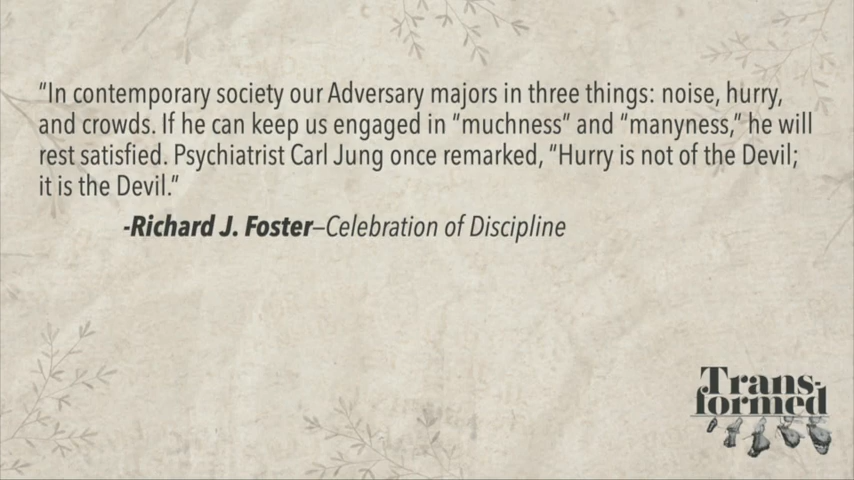 “In contemporary society our Adversary majors in three things: noise, hurry,
and crowds. If he can keep us engaged in “muchness” and “manyness,” he will
rest satisfied. Psychiatrist Carl Jung once remarked, “Hurry is not of the Devil;
it is the Devil.”
-Richard J. Foster–Celebration of Discipline
Trans-
formed